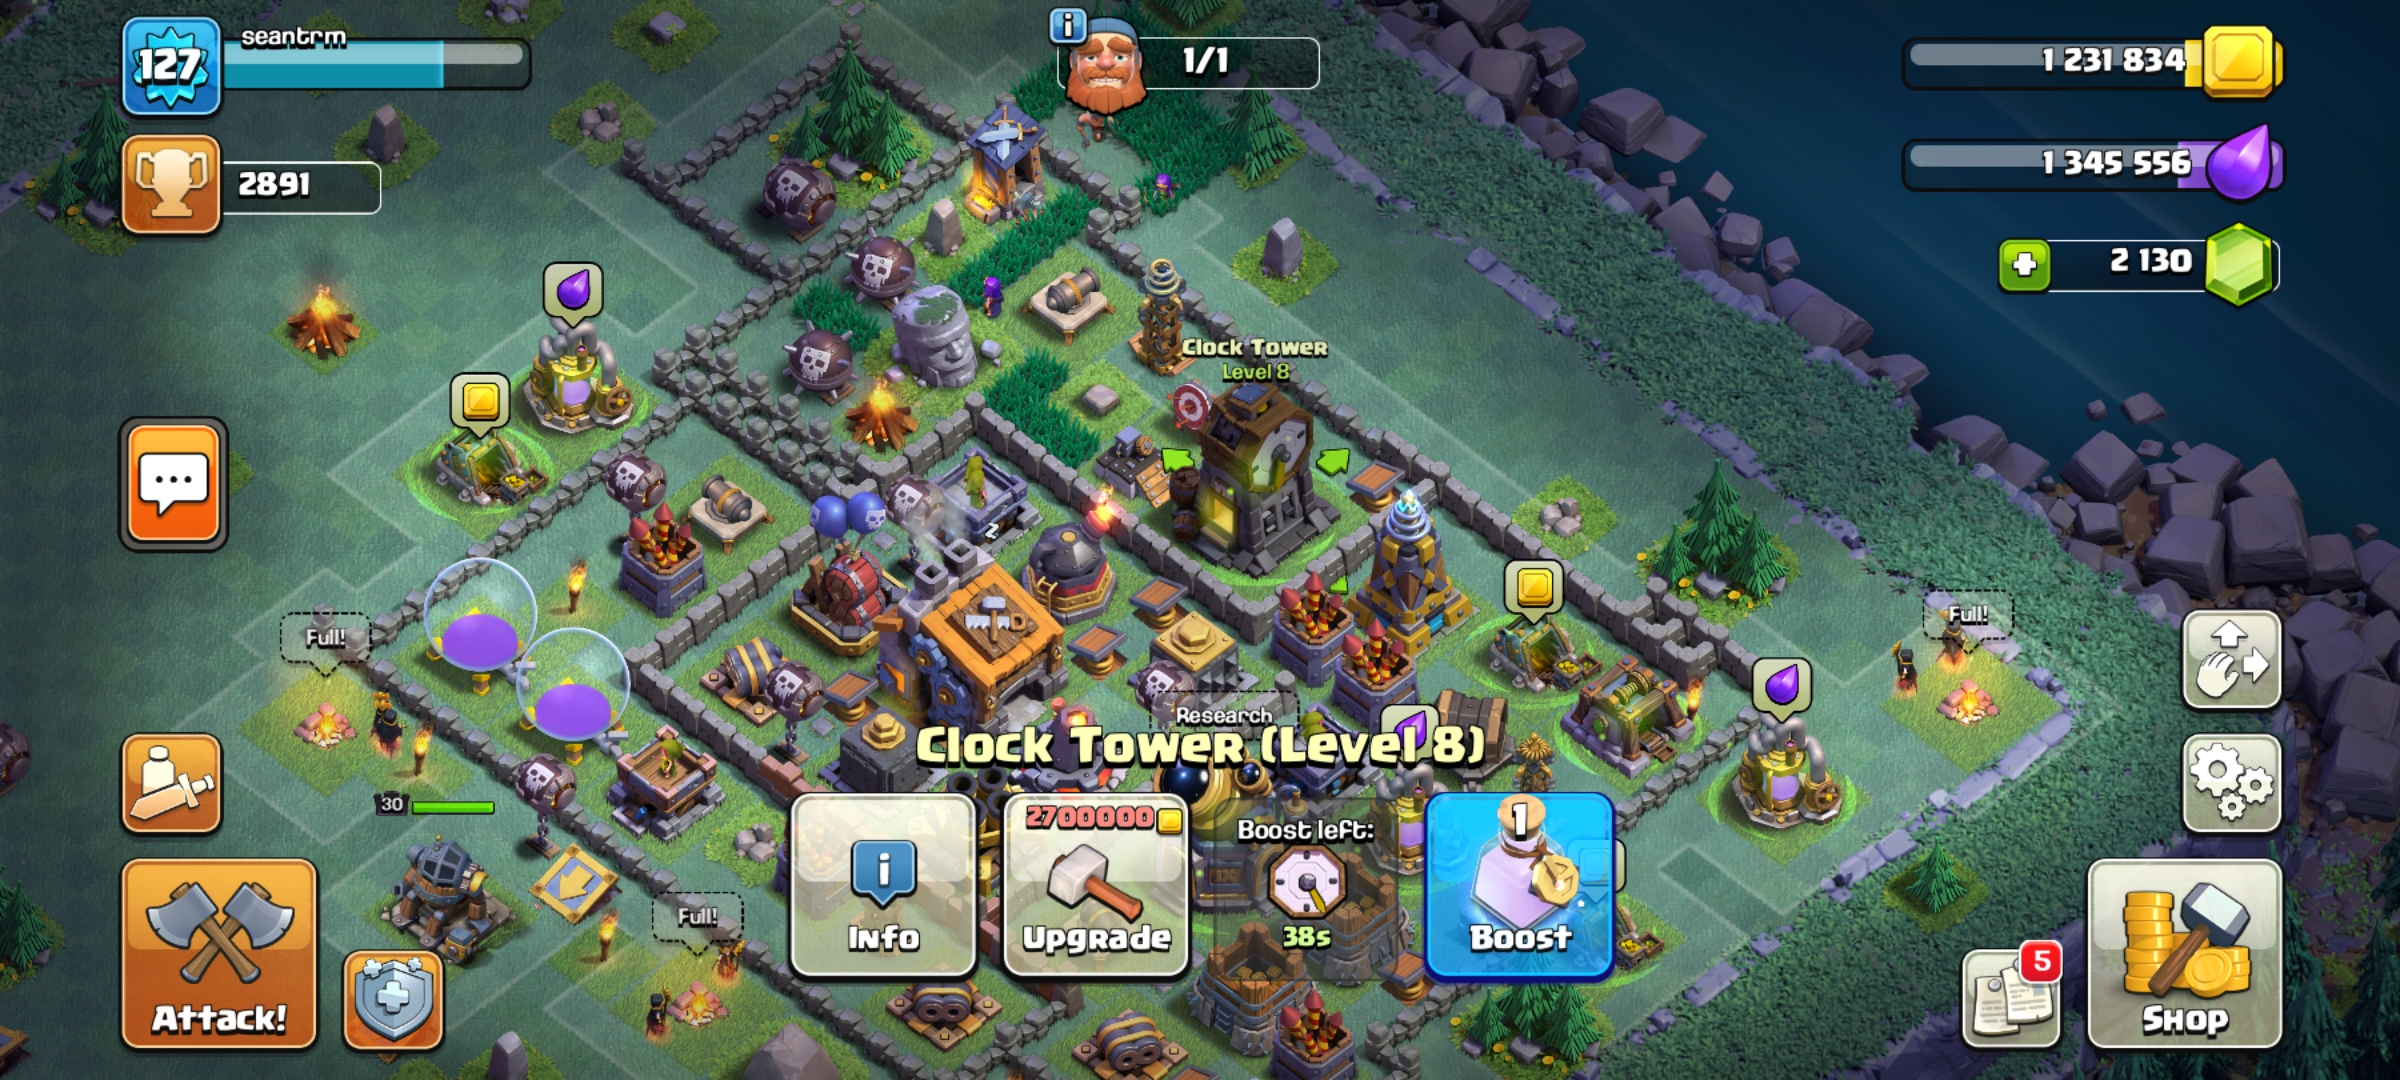 seantrm
127
1/1
1 231 834
2891
1 345 556
2 130
Clock Tower
Level 8
Full!
Full!
Z
Research
Clock Tower (Level 8)
30
2700000
Boost left:
1
Full!
Info
Upgrade
38s
Boost
5
Attack!
Shop